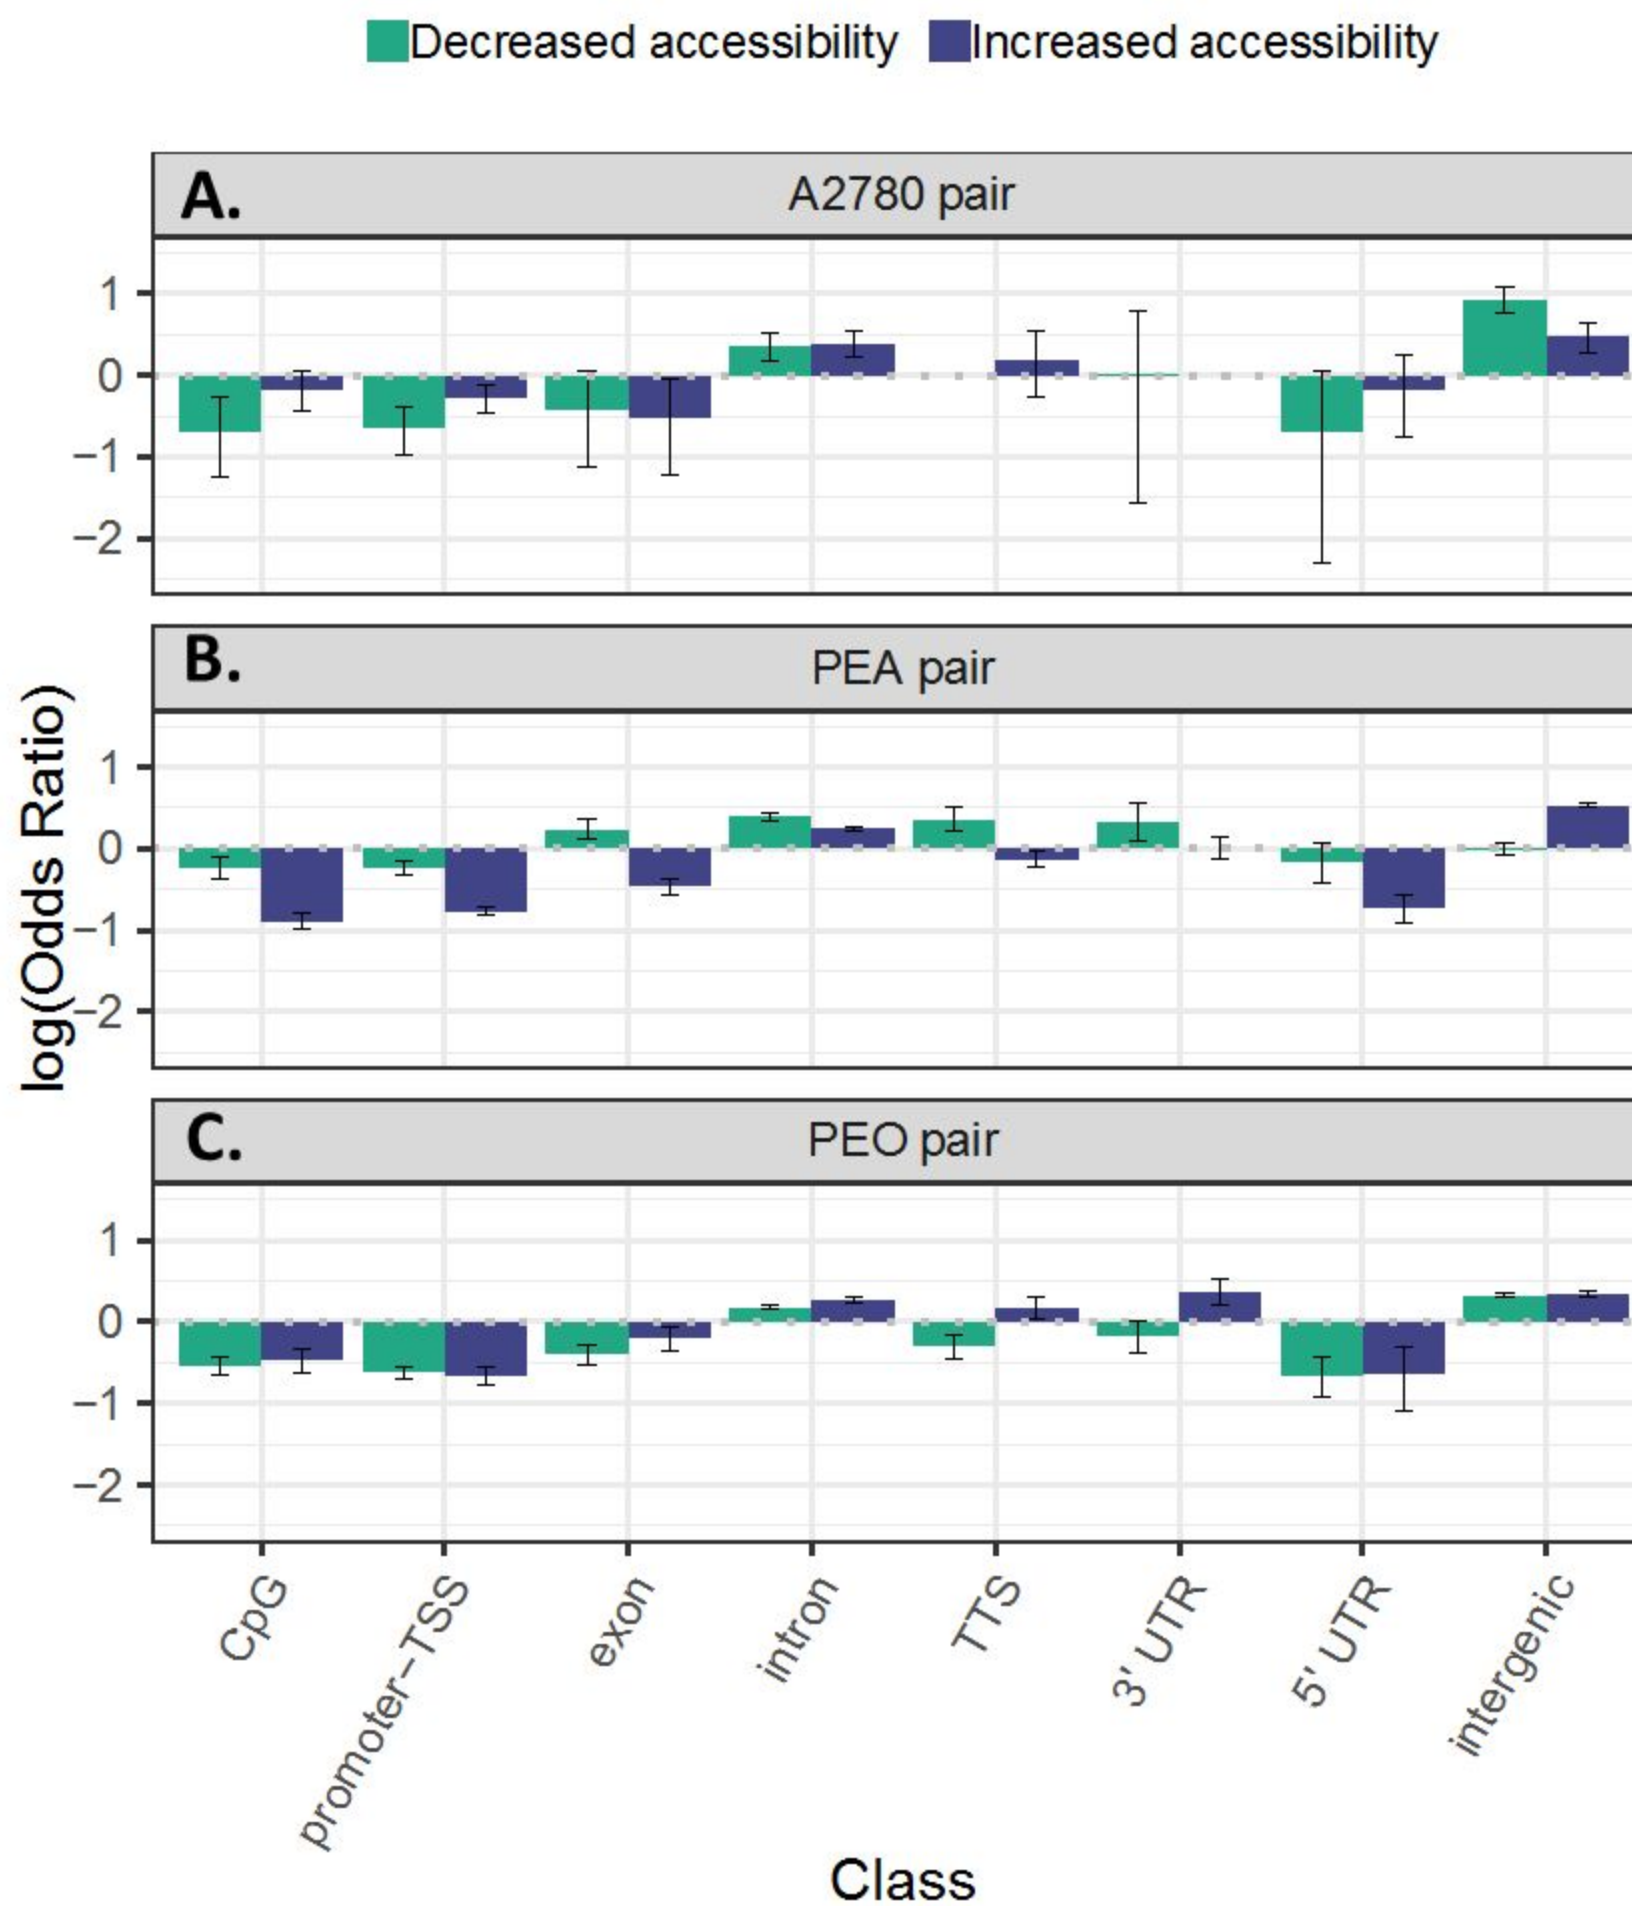 Decreased accessibility Increased accessibility
A. A2780 pair
1
0
−1
−2
B. PEA pair
1
0
−1
−2
C. PEO pair
1
0
−1
−2
log(Odds Ratio)
CpG promoter−TSS exon intron TTS 3' UTR 5' UTR intergenic
Class